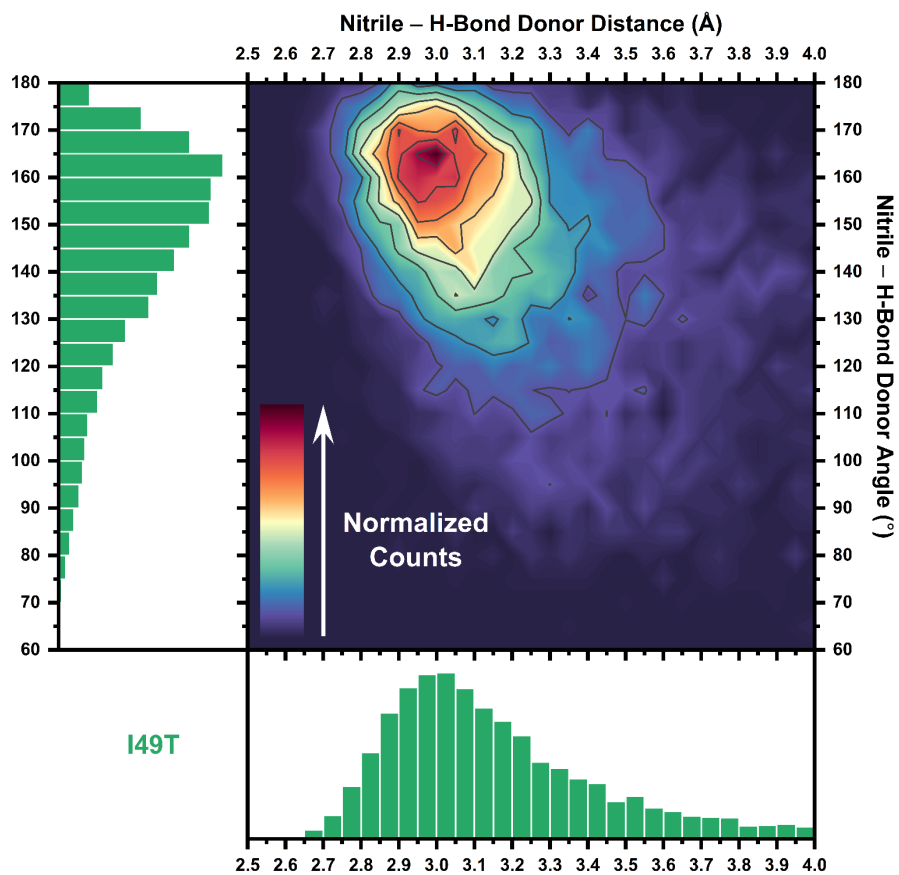 Nitrile – H-Bond Donor Distance (Å)
2.5 2.6 2.7 2.8 2.9 3.0 3.1 3.2 3.3 3.4 3.5 3.6 3.7 3.8 3.9 4.0
180 180
170 170
160 160
150 150
140 140
130 130
120 120
110 110
100 100
90 90
80 80
70 70
60 60
Nitrile – H-Bond Donor Angle (°)
Normalized
Counts
I49T
2.5 2.6 2.7 2.8 2.9 3.0 3.1 3.2 3.3 3.4 3.5 3.6 3.7 3.8 3.9 4.0